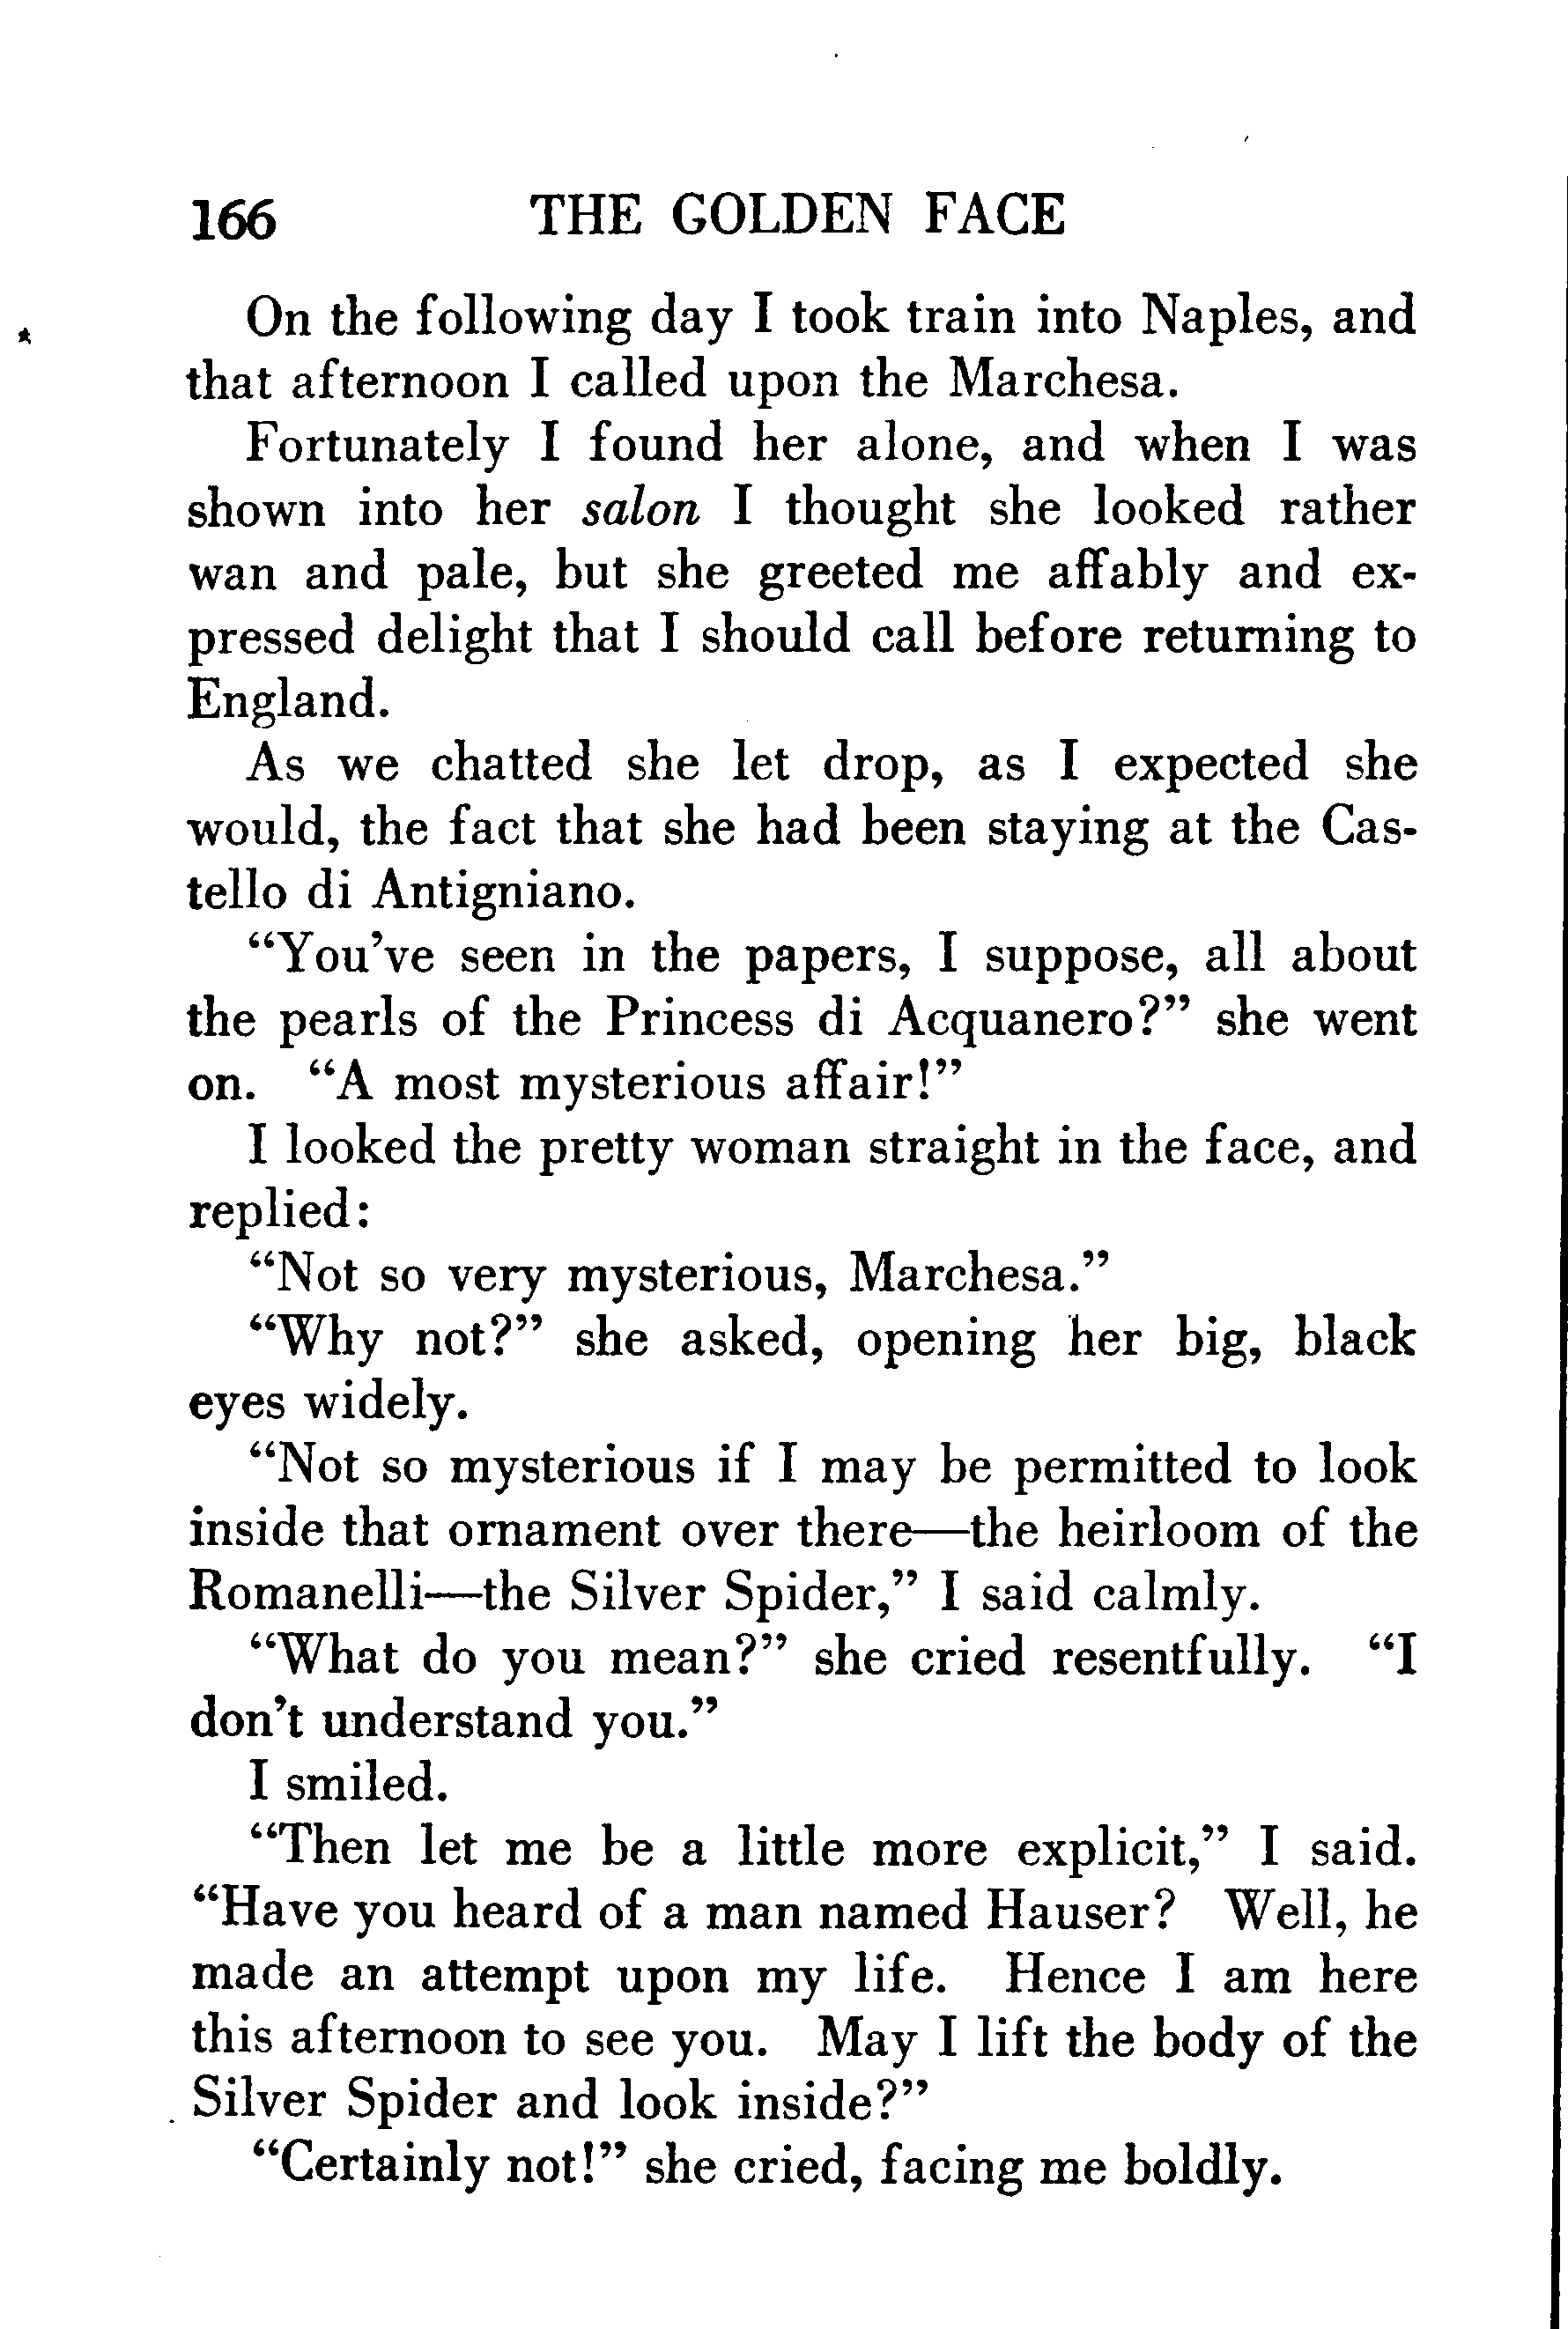 166 THE GOLDEN FACE
On the following day I took train into Naples, and
that afternoon I called upon the Marchesa.
Fortunately I found her alone, and when I was
shown into her salon I thought she looked rather
wan and pale, but she greeted me affably and ex-
pressed delight that I should call before returning to
England.
As we chatted she let drop, as I expected she
would, the fact that she had been staying at the Cas-
tello di Antigniano.
“You’ve seen in the papers, I suppose, all about
the pearls of the Princess di Acquanero?” she went
on. “A most mysterious affair!”
I looked the pretty woman straight in the face, and
replied:
“Not so very mysterious, Marchesa.”
“Why not?” she asked, opening her big, black
eyes widely.
“Not so mysterious if I may be permitted to look
inside that ornament over there—the heirloom of the
Romanelli—the Silver Spider,” I said calmly.
“What do you mean?” she cried resentfully. “I
don’t understand you.”
I smiled.
“Then let me be a little more explicit,” I said.
“Have you heard of a man named Hauser? Well, he
made an attempt upon my life. Hence I am here
this afternoon to see you. May I lift the body of the
Silver Spider and look inside?”
“Certainly not!” she cried, facing me boldly.